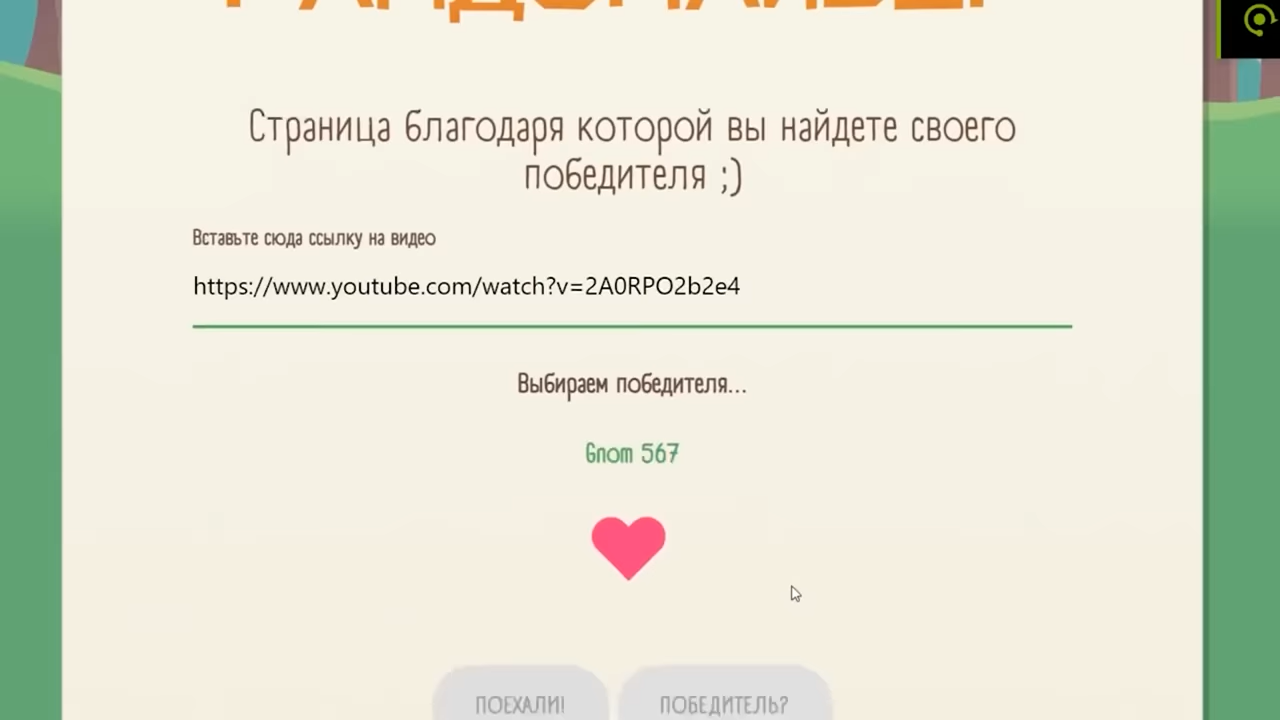 Страница благодаря которой вы найдете своего
победителя ;)
Вставьте сюда ссылку на видео
https://www.youtube.com/watch?v=2A0RPO2b2e4
Выбираем победителя...
Gnom 567
ПОЕХАЛИ!
ПОБЕДИТЕЛЬ?